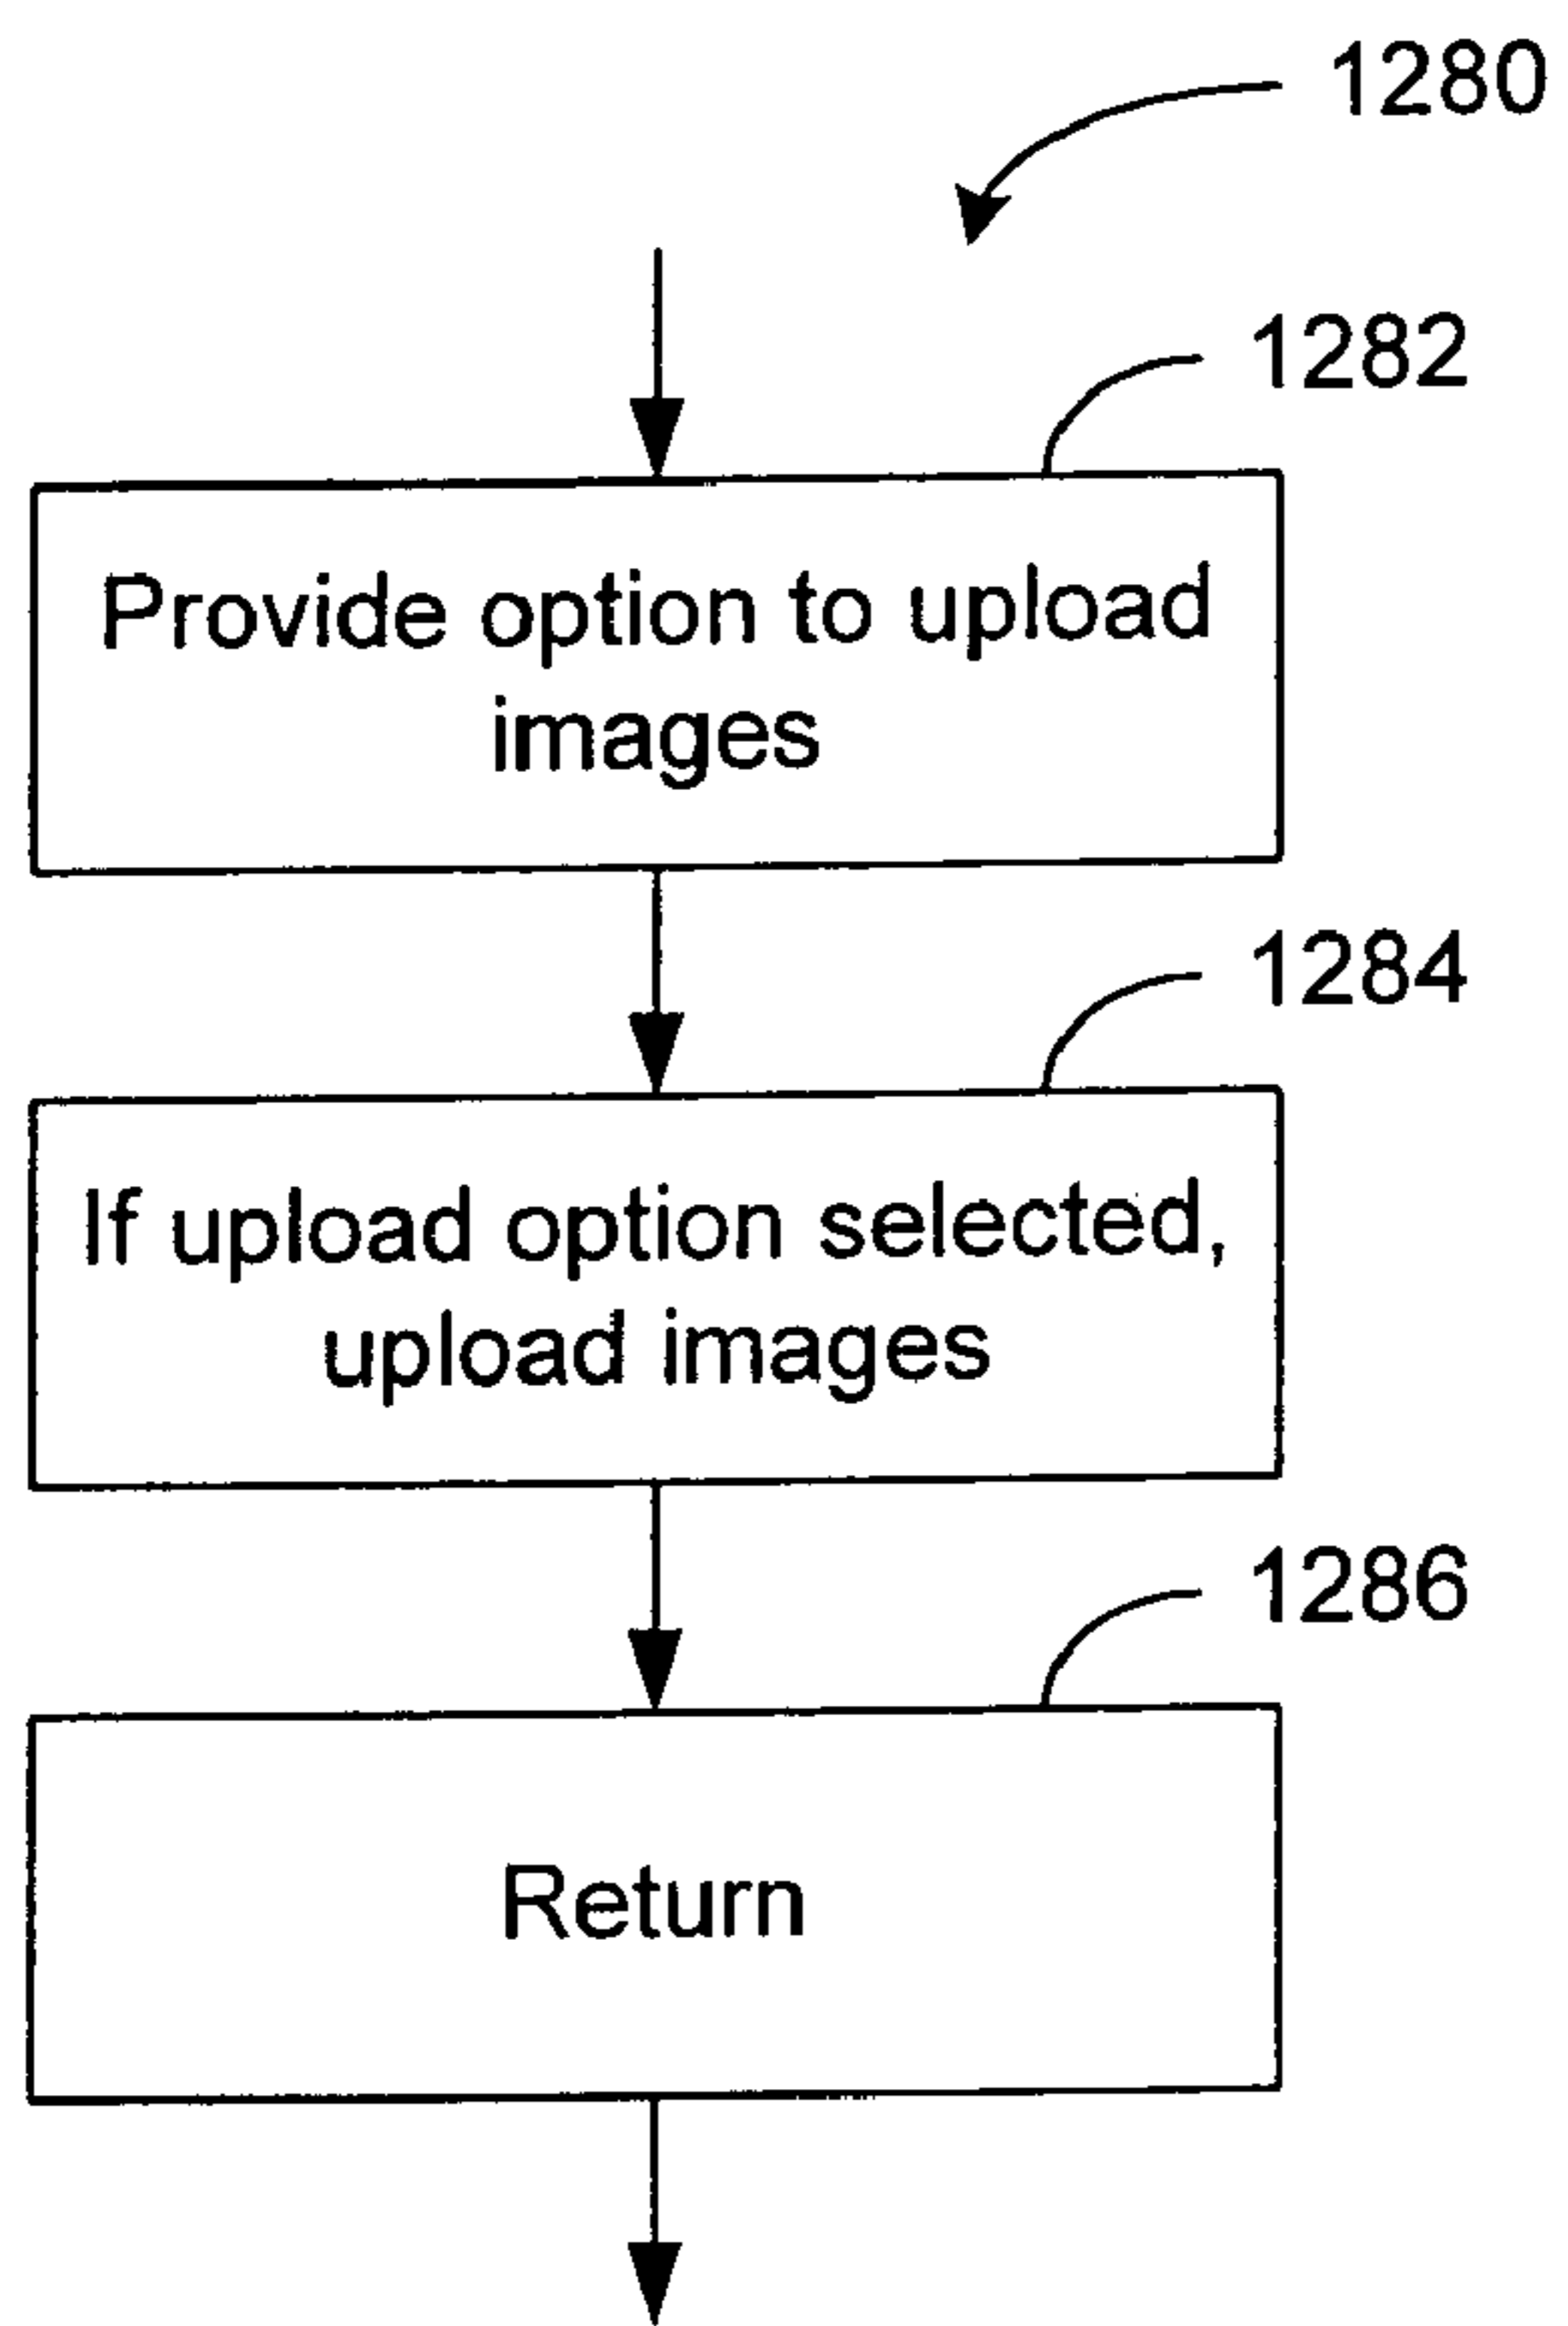 1280
1282
Provide option to upload
images
1284
If upload option selected,
upload images
1286
Return